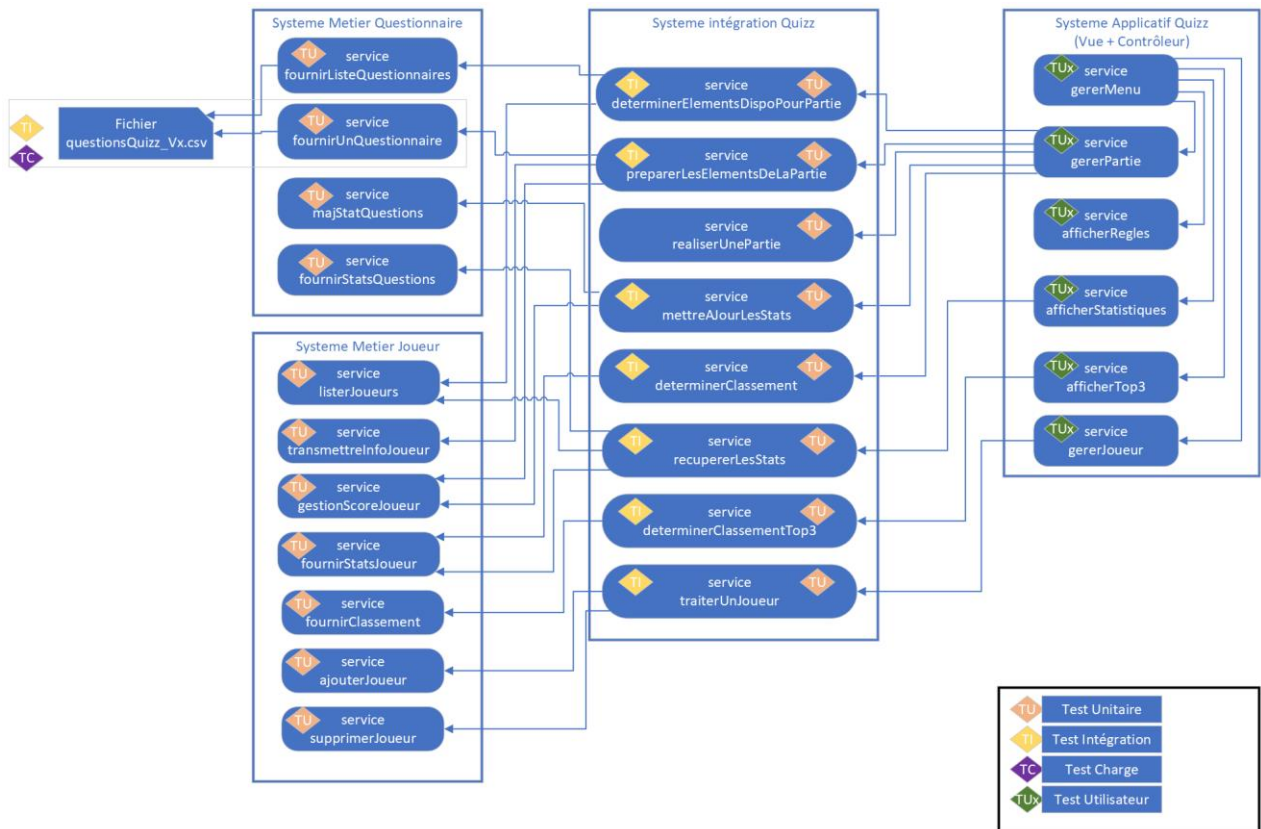 Systeme Metier Questionnaire
TU
service
fournirListeQuestionnaires
TI
TC
Fichier
questionsQuizz_Vx.csv
TU
service
fournirUnQuestionnaire
TU
service
majStatQuestions
TU
service
fournirStatsQuestions
Systeme Metier Joueur
TU
service
listerJoueurs
TU
service
transmettreInfoJoueur
TU
service
gestionScoreJoueur
TU
service
fournirStatsJoueur
TU
service
fournirClassement
TU
service
ajouterJoueur
TU
service
supprimerJoueur
Systeme intégration Quizz
TI
service
TU
determinerElementsDispoPourPartie
TI
service
TU
preparerLesElementsDeLaPartie
service
TU
realiserUnePartie
TI
service
TU
mettreAJourLesStats
TI
service
TU
determinerClassement
TI
service
TU
recupererLesStats
TI
service
TU
determinerClassementTop3
TI
service
TU
traiterUnJoueur
Systeme Applicatif Quizz
(Vue + Contrôleur)
TUx
service
gererMenu
TUx
service
gererPartie
TUx
service
afficherRegles
TUx
service
afficherStatistiques
TUx
service
afficherTop3
TUx
service
gererJoueur
TU
Test Unitaire
TI
Test Intégration
TC
Test Charge
TUx
Test Utilisateur